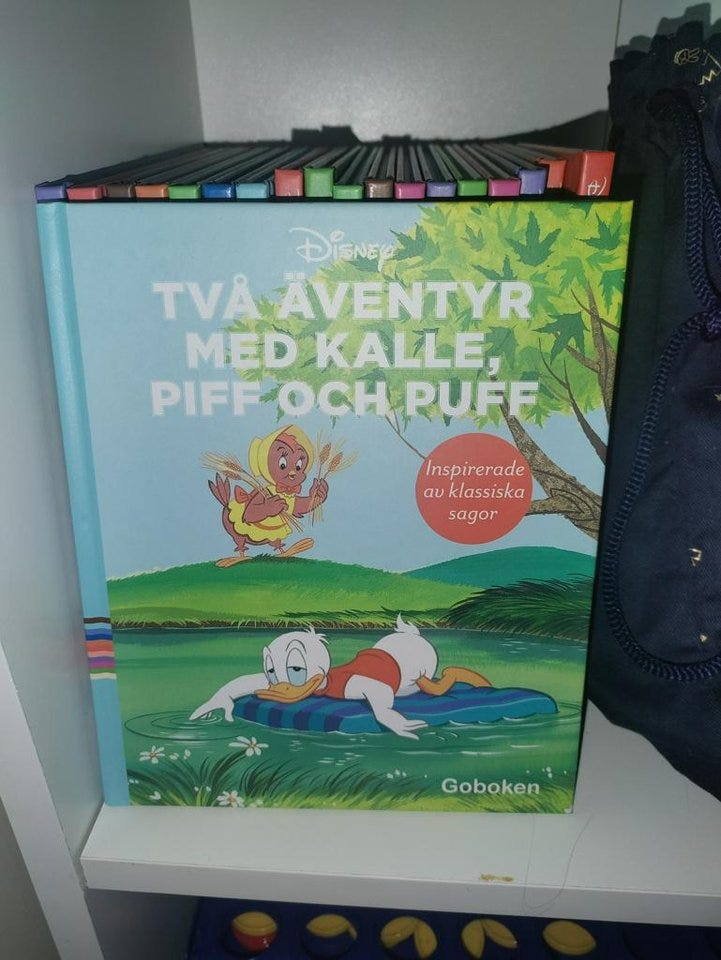 Disney
TVÅ ÄVENTYR
MED KALLE,
PIFF OCH PUFF
Inspirerade
av klassiska
sagor
Goboken